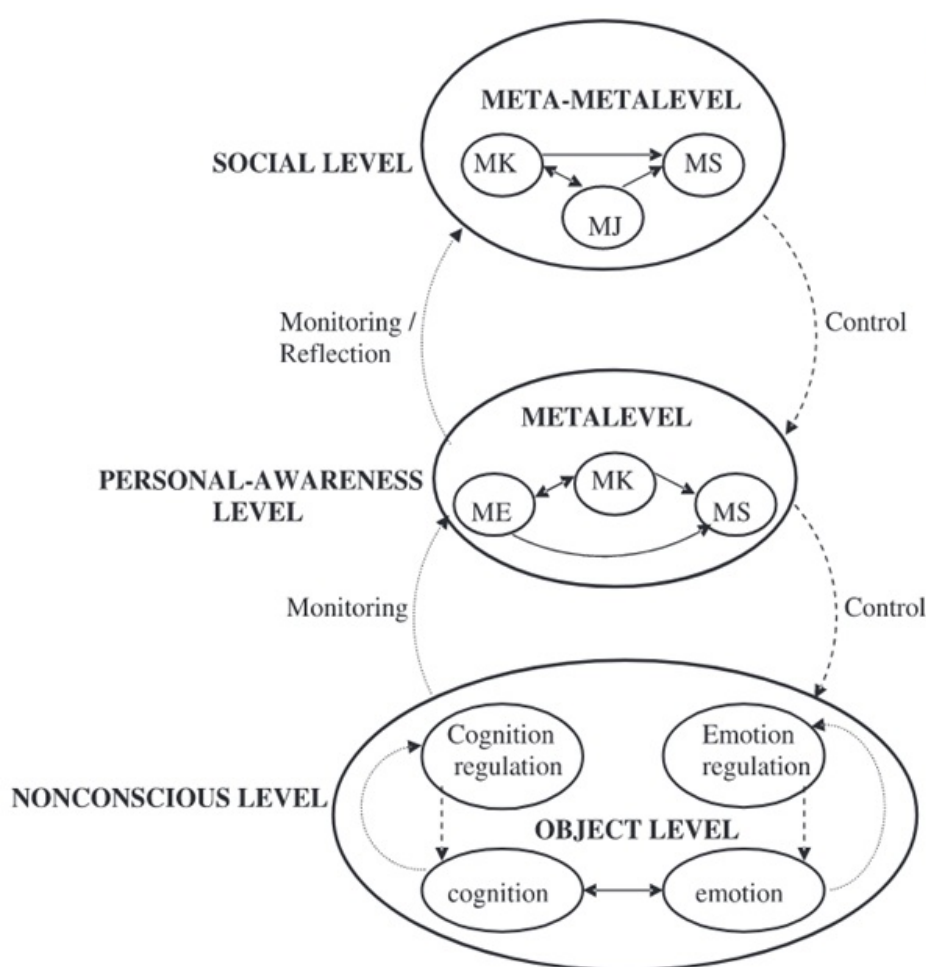 META-METALEVEL
SOCIAL LEVEL
MK
MS
MJ
Monitoring /
Reflection
Control
METALEVEL
PERSONAL-AWARENESS
LEVEL
ME
MK
MS
Monitoring
Control
Cognition
regulation
Emotion
regulation
NONCONSCIOUS LEVEL
OBJECT LEVEL
cognition
emotion